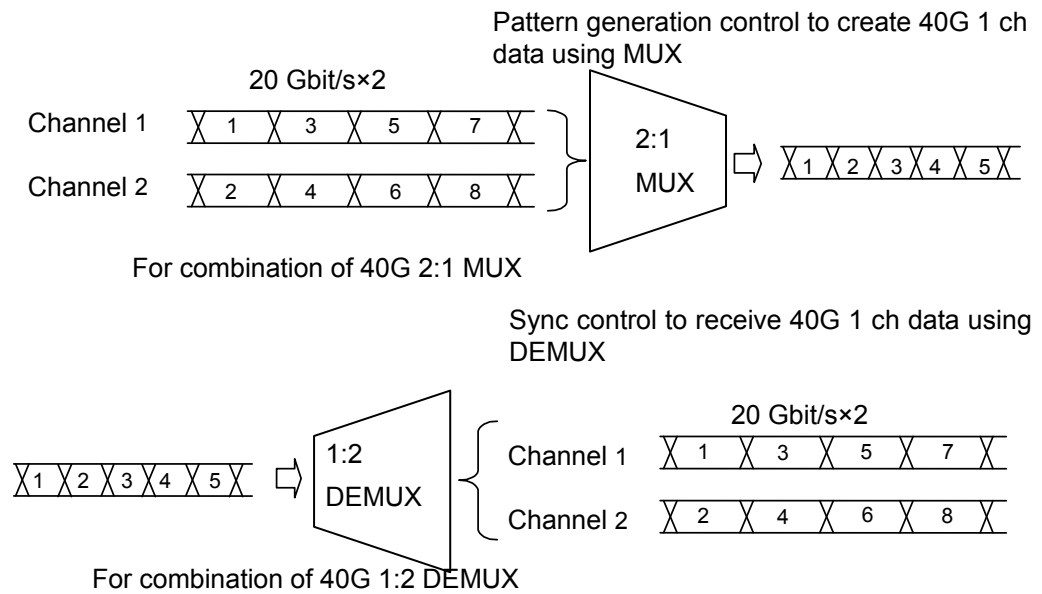 Pattern generation control to create 40G 1 ch
data using MUX
20 Gbit/s×2
Channel 1
1 3 5 7
Channel 2
2 4 6 8
2:1
MUX
1 2 3 4 5
For combination of 40G 2:1 MUX
Sync control to receive 40G 1 ch data using
DEMUX
1 2 3 4 5
1:2
DEMUX
20 Gbit/s×2
Channel 1
1 3 5 7
Channel 2
2 4 6 8
For combination of 40G 1:2 DEMUX